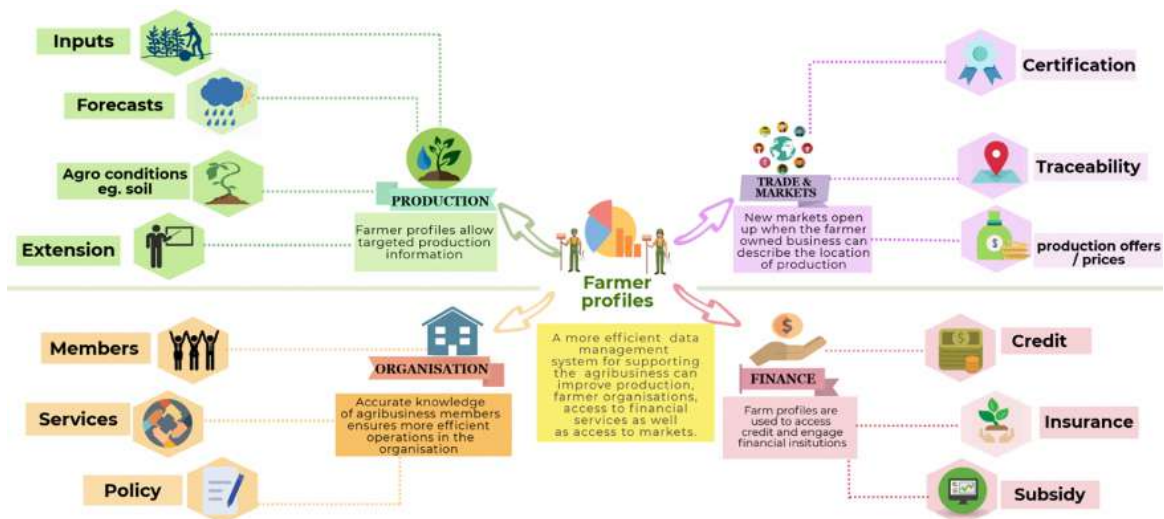 Inputs
Forecasts
Agro conditions
eg. soil
Extension
PRODUCTION
Farmer profiles allow
targeted production
information
TRADE &
MARKETS
New markets open
up when the farmer
owned business can
describe the location
of production
Certification
Traceability
$
production offers
/ prices
Farmer
profiles
A more efficient data
management
system for supporting
the agribusiness can
improve production,
farmer organisations,
access to financial
services as well
as access to markets.
Members
Services
Policy
ORGANISATION
Accurate knowledge
of agribusiness members
ensures more efficient
operations in the
organisation
$
FINANCE
Farm profiles are
used to access
credit and engage
financial insitutions
$
Credit
Insurance
Subsidy